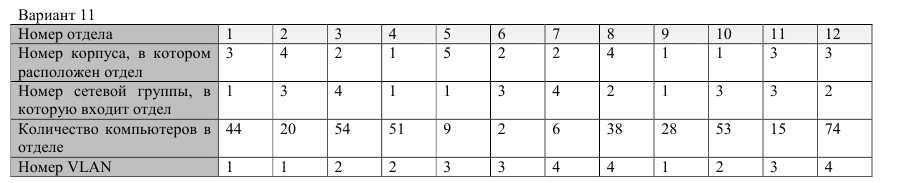 Вариант 11
Номер отдела 1 2 3 4 5 6 7 8 9 10 11 12
Номер корпуса, в котором 3 4 2 1 5 2 2 4 1 1 3 3
расположен отдел
Номер сетевой группы, в 1 3 4 1 1 3 4 2 1 3 3 2
которую входит отдел
Количество компьютеров в 44 20 54 51 9 2 6 38 28 53 15 74
отделе
Номер VLAN 1 1 2 2 3 3 4 4 1 2 3 4